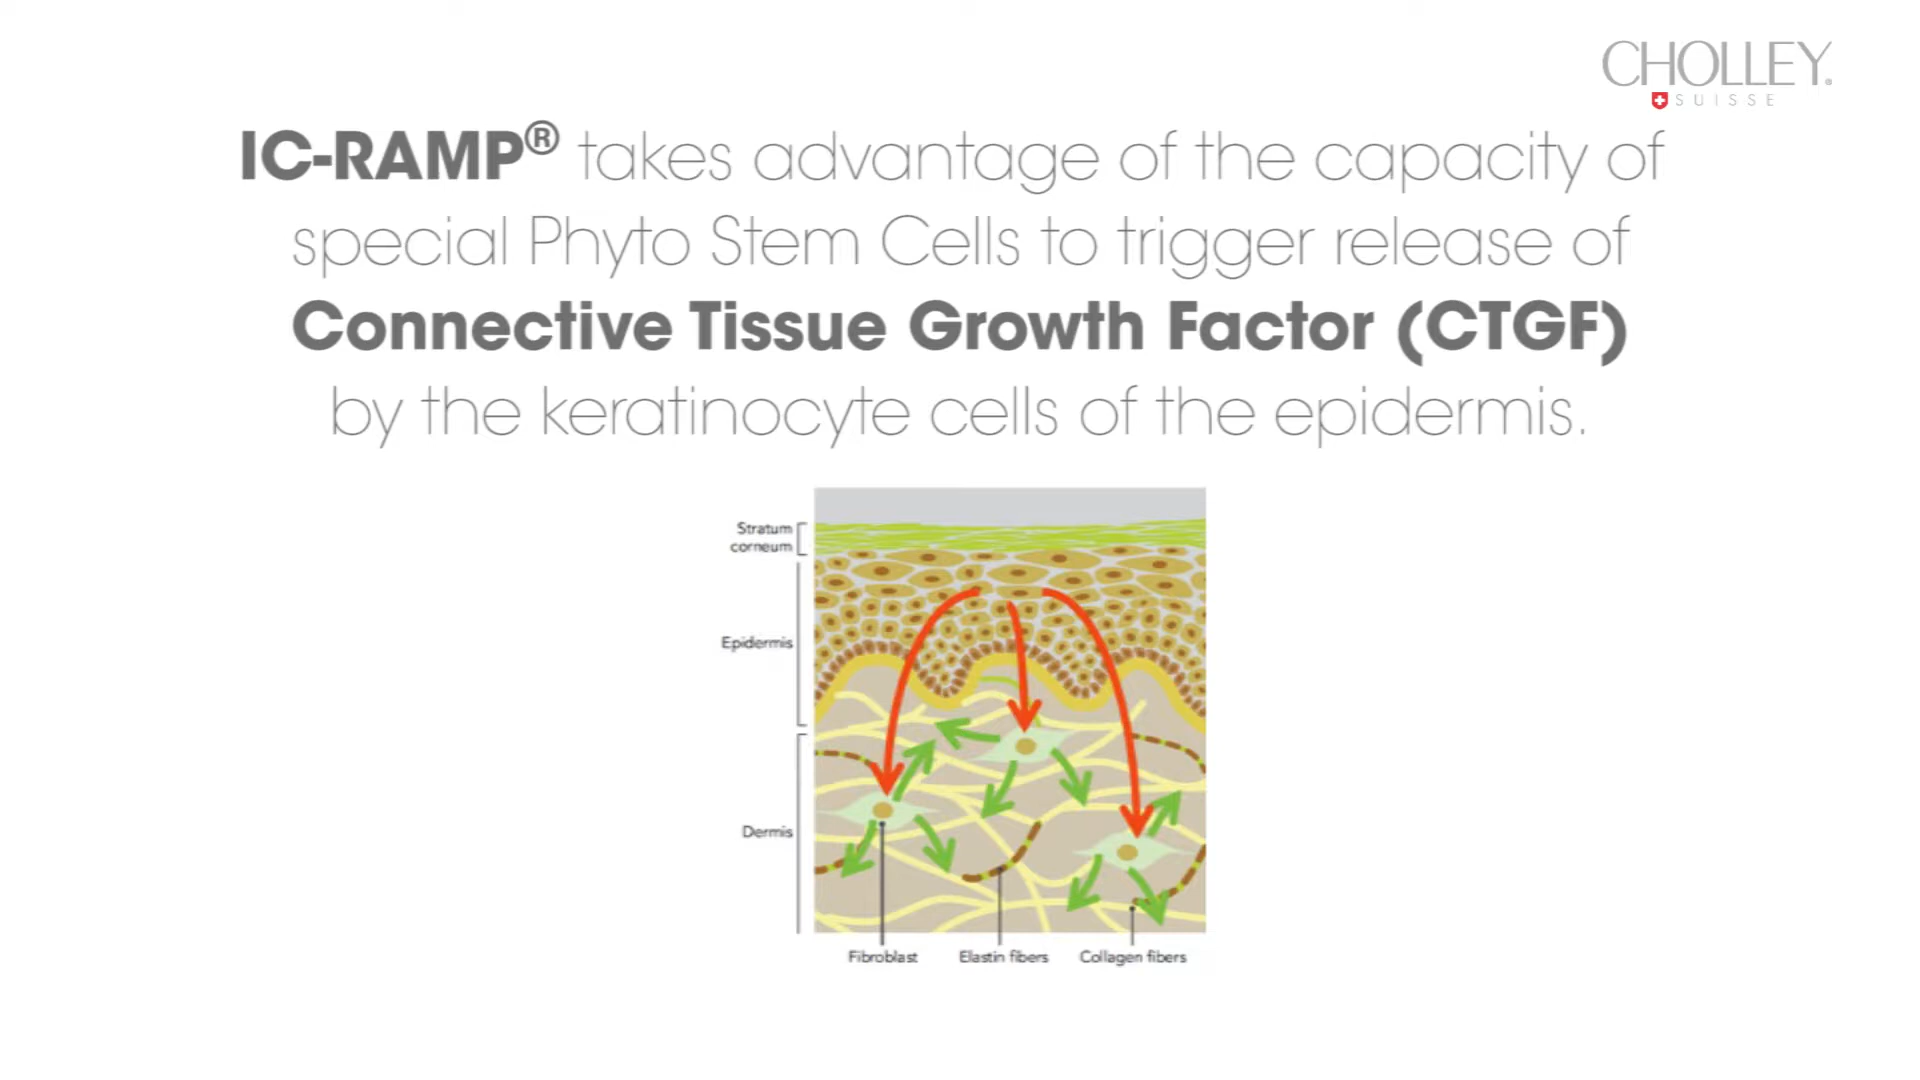 CHOLLEY®
SUISSE
IC-RAMP® takes advantage of the capacity of
special Phyto Stem Cells to trigger release of
Connective Tissue Growth Factor (CTGF)
by the keratinocyte cells of the epidermis.
Stratum
corneum
Epidermis
Dermis
Fibroblast Elastin fibers Collagen fibers